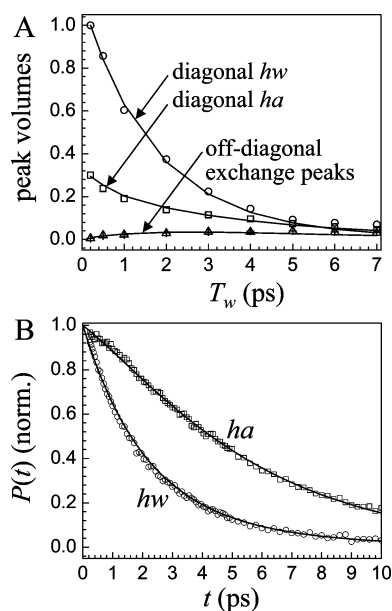 A
1.0
0.8
0.6
0.4
0.2
0.0
peak volumes
diagonal hw
diagonal ha
off-diagonal
exchange peaks
0 1 2 3 4 5 6 7
Tw (ps)
B
1.0
0.8
0.6
0.4
0.2
0.0
P(t) (norm.)
ha
hw
0 1 2 3 4 5 6 7 8 9 10
t (ps)